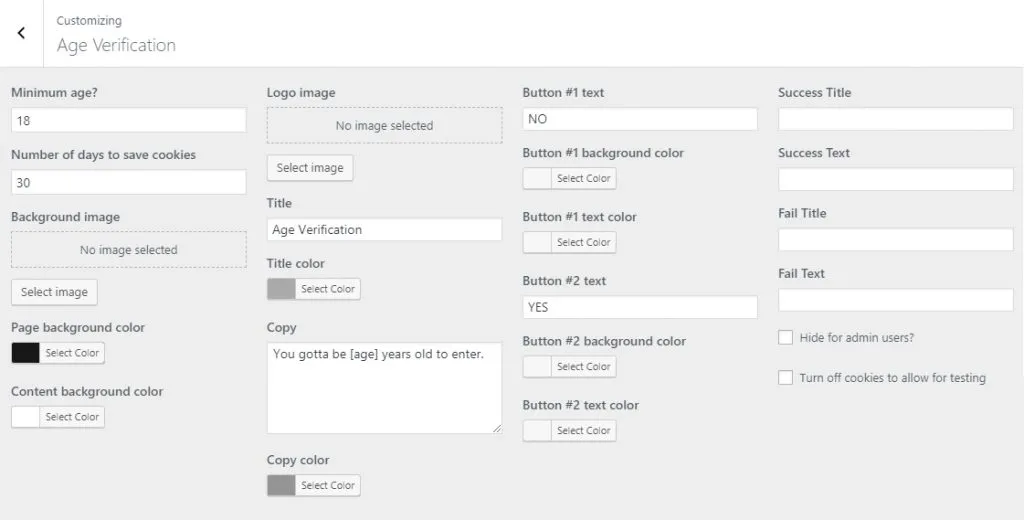 Customizing
Age Verification
Minimum age?
18
Number of days to save cookies
30
Background image
No image selected
Select image
Page background color
Select Color
Content background color
Select Color
Logo image
No image selected
Select image
Title
Age Verification
Title color
Select Color
Copy
You gotta be [age] years old to enter.
Copy color
Select Color
Button #1 text
NO
Button #1 background color
Select Color
Button #1 text color
Select Color
Button #2 text
YES
Button #2 background color
Select Color
Button #2 text color
Select Color
Success Title
Success Text
Fail Title
Fail Text
Hide for admin users?
Turn off cookies to allow for testing